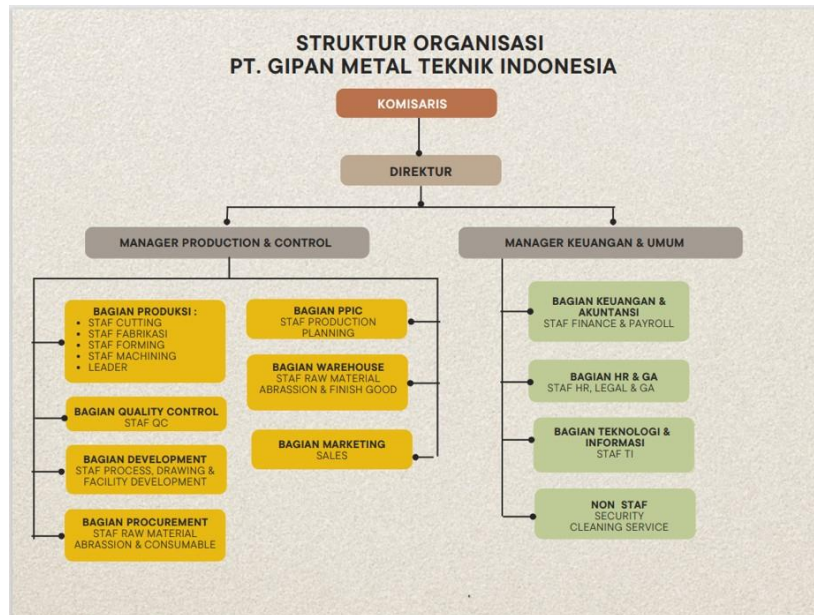 STRUKTUR ORGANISASI
PT. GIPAN METAL TEKNIK INDONESIA
KOMISARIS
DIREKTUR
MANAGER PRODUCTION & CONTROL
MANAGER KEUANGAN & UMUM
BAGIAN PRODUKSI :
• STAF CUTTING
• STAF FABRIKASI
• STAF FORMING
• STAF MACHINING
• LEADER
BAGIAN QUALITY CONTROL
STAF QC
BAGIAN DEVELOPMENT
STAF PROCESS, DRAWING &
FACILITY DEVELOPMENT
BAGIAN PROCUREMENT
STAF RAW MATERIAL
ABRASSION & CONSUMABLE
BAGIAN PPIC
STAF PRODUCTION
PLANNING
BAGIAN WAREHOUSE
STAF RAW MATERIAL
ABRASSION & FINISH GOOD
BAGIAN MARKETING
SALES
BAGIAN KEUANGAN &
AKUNTANSI
STAF FINANCE & PAYROLL
BAGIAN HR & GA
STAF HR, LEGAL & GA
BAGIAN TEKNOLOGI &
INFORMASI
STAF TI
NON STAF
SECURITY
CLEANING SERVICE